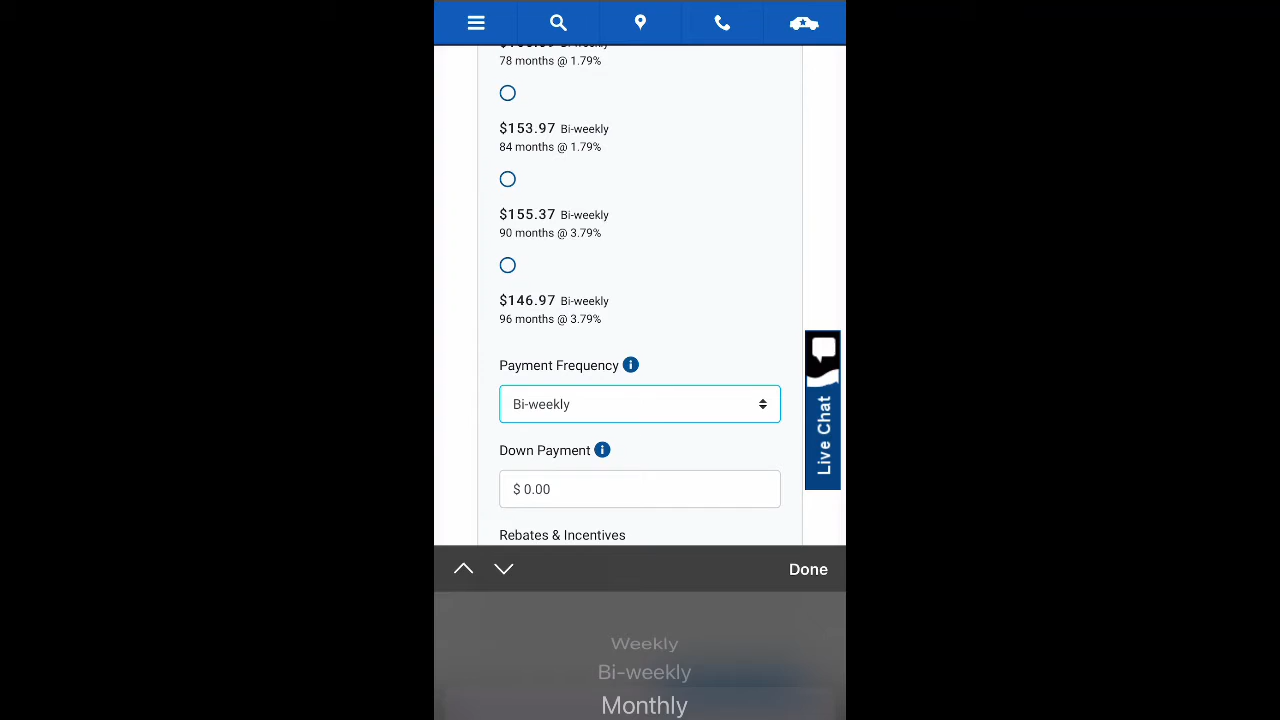 Bi-weekly
78 months @ 1.79%
$153.97 Bi-weekly
84 months @ 1.79%
$155.37 Bi-weekly
90 months @ 3.79%
$146.97 Bi-weekly
96 months @ 3.79%
Payment Frequency
Bi-weekly
Down Payment
$ 0.00
Rebates & Incentives
Live Chat
Done
Weekly
Bi-weekly
Monthly